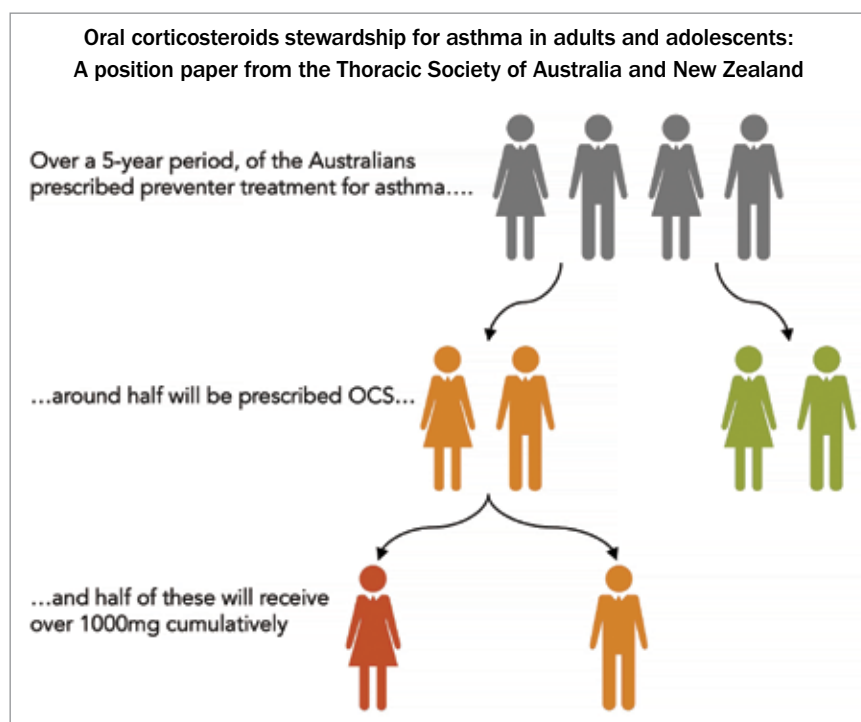 Oral corticosteroids stewardship for asthma in adults and adolescents:
A position paper from the Thoracic Society of Australia and New Zealand
Over a 5-year period, of the Australians
prescribed preventer treatment for asthma....
...around half will be prescribed OCS...
...and half of these will receive
over 1000mg cumulatively